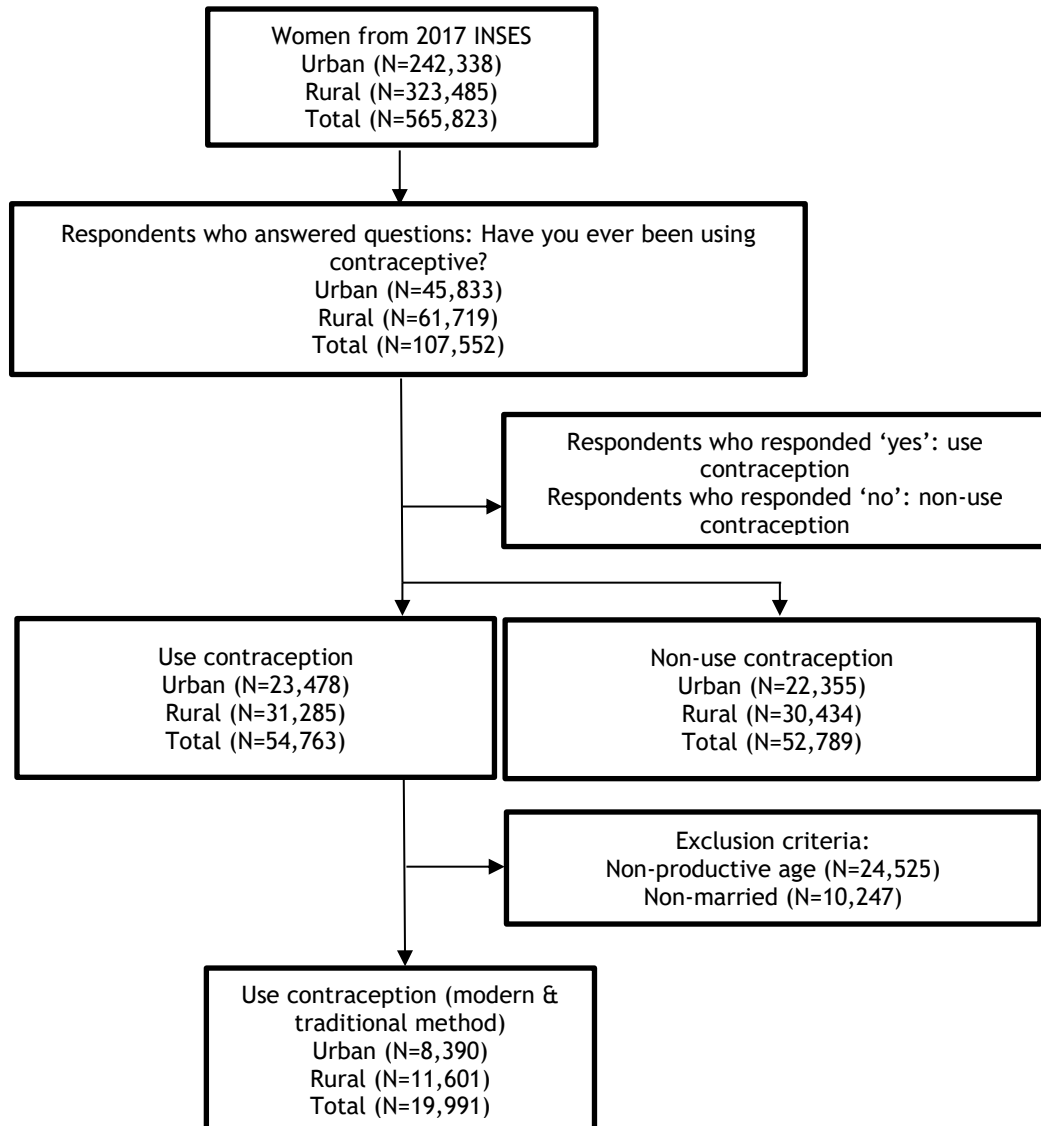 Women from 2017 INSES
Urban (N=242,338)
Rural (N=323,485)
Total (N=565,823)
Respondents who answered questions: Have you ever been using
contraceptive?
Urban (N=45,833)
Rural (N=61,719)
Total (N=107,552)
Respondents who responded ‘yes’: use
contraception
Respondents who responded ‘no’: non-use
contraception
Use contraception
Urban (N=23,478)
Rural (N=31,285)
Total (N=54,763)
Non-use contraception
Urban (N=22,355)
Rural (N=30,434)
Total (N=52,789)
Exclusion criteria:
Non-productive age (N=24,525)
Non-married (N=10,247)
Use contraception (modern &
traditional method)
Urban (N=8,390)
Rural (N=11,601)
Total (N=19,991)